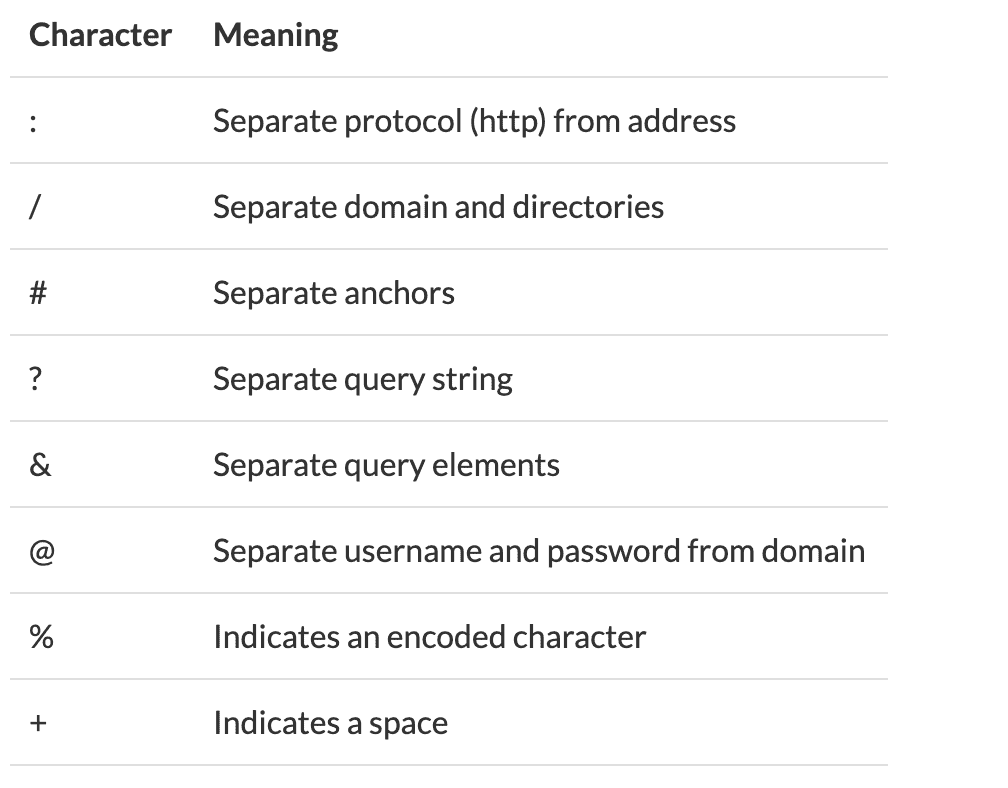 Character Meaning
: Separate protocol (http) from address
/ Separate domain and directories
# Separate anchors
? Separate query string
& Separate query elements
@ Separate username and password from domain
% Indicates an encoded character
+ Indicates a space